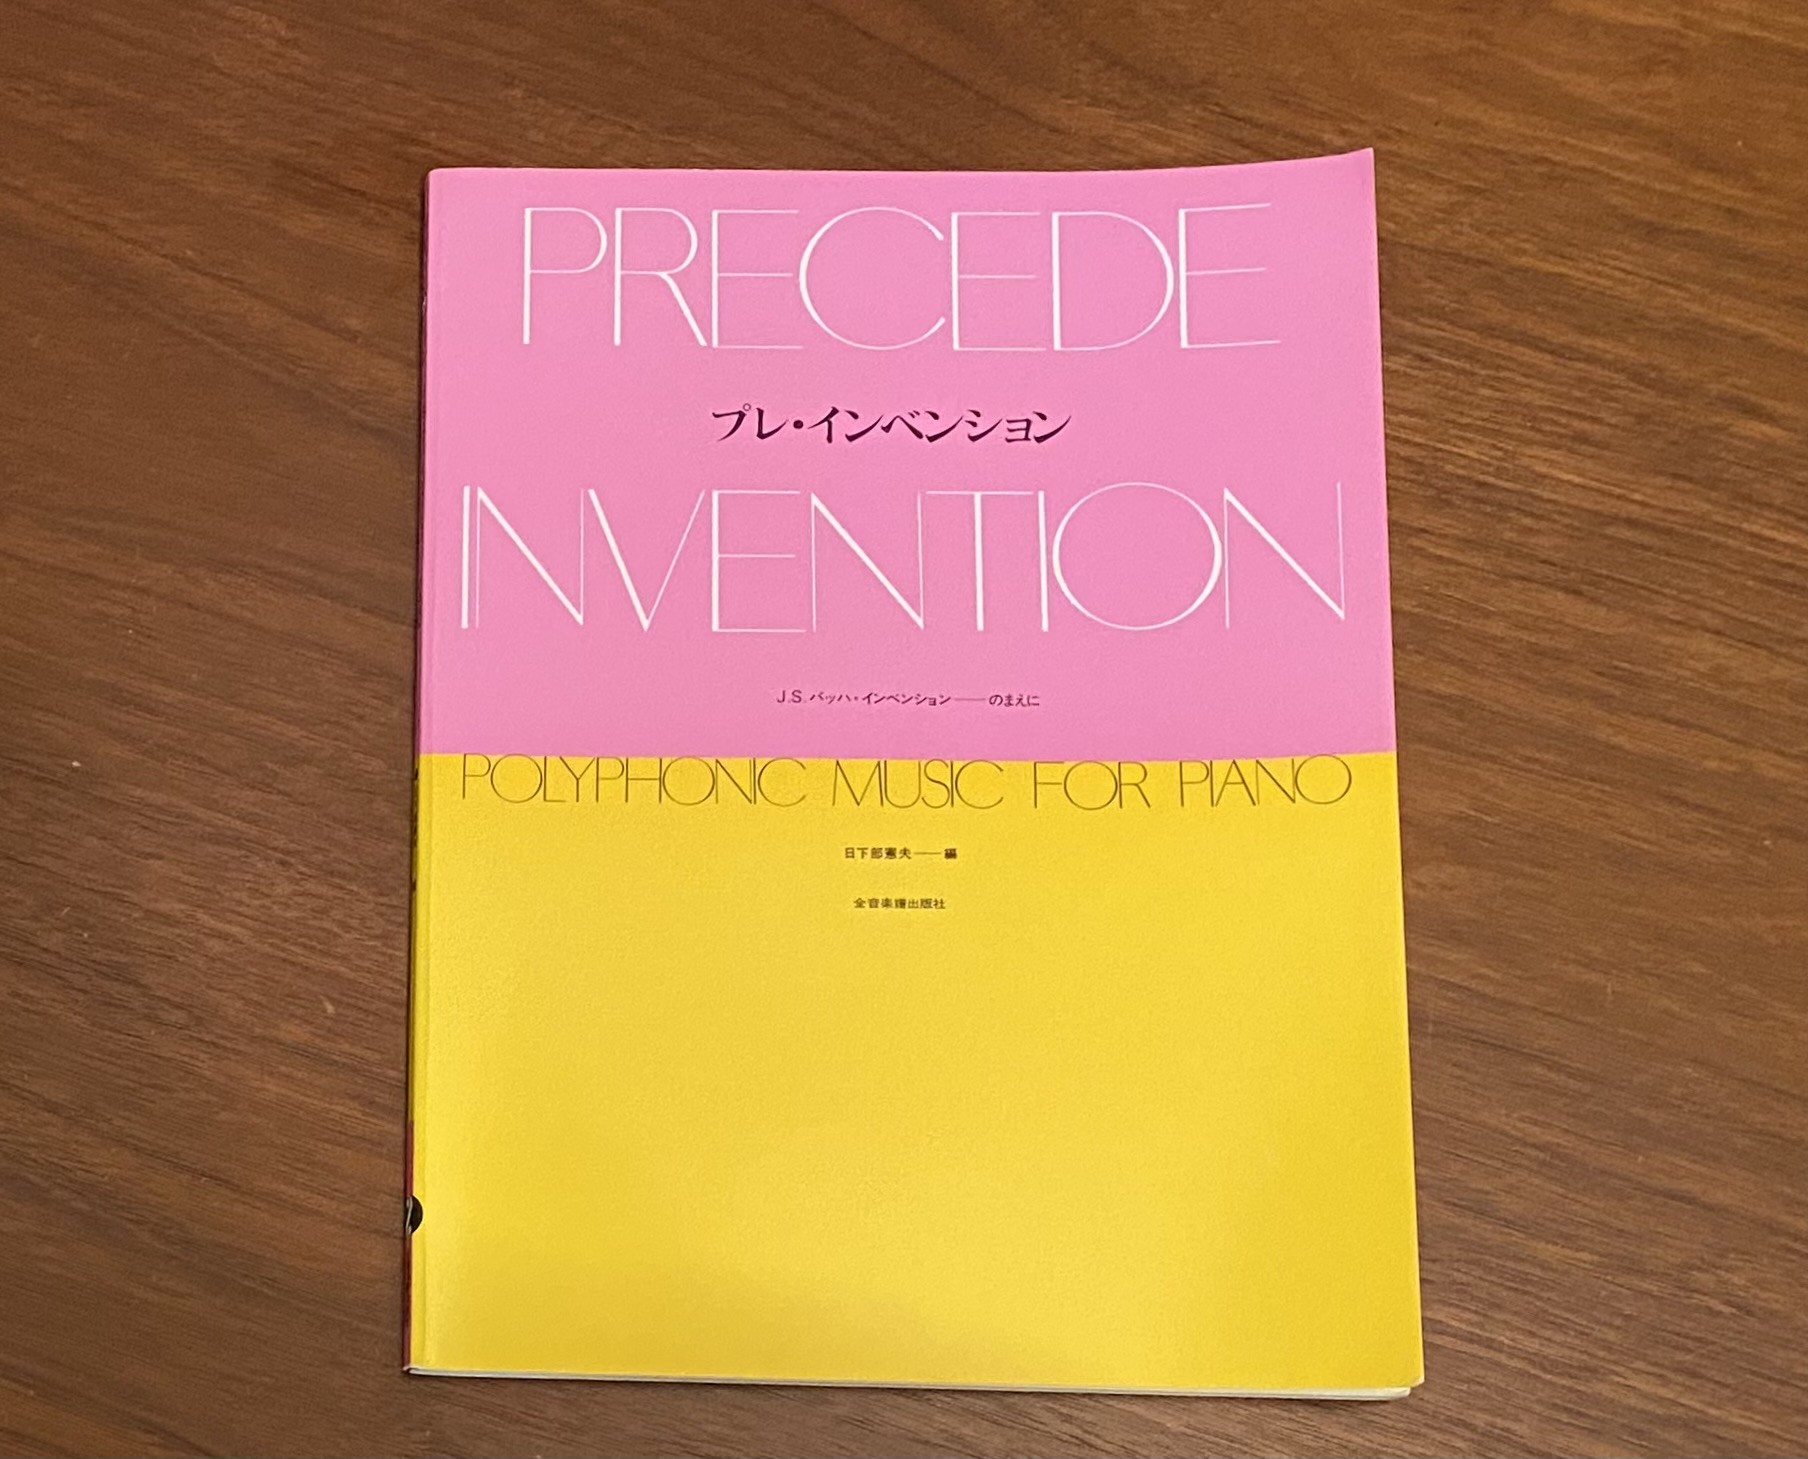 PRECEDE
プレ・インベンション
INVENTION
J.S. バッハ・インベンション——のまえに
POLYPHONIC MUSIC FOR PIANO
日下部憲夫——編
全音楽譜出版社